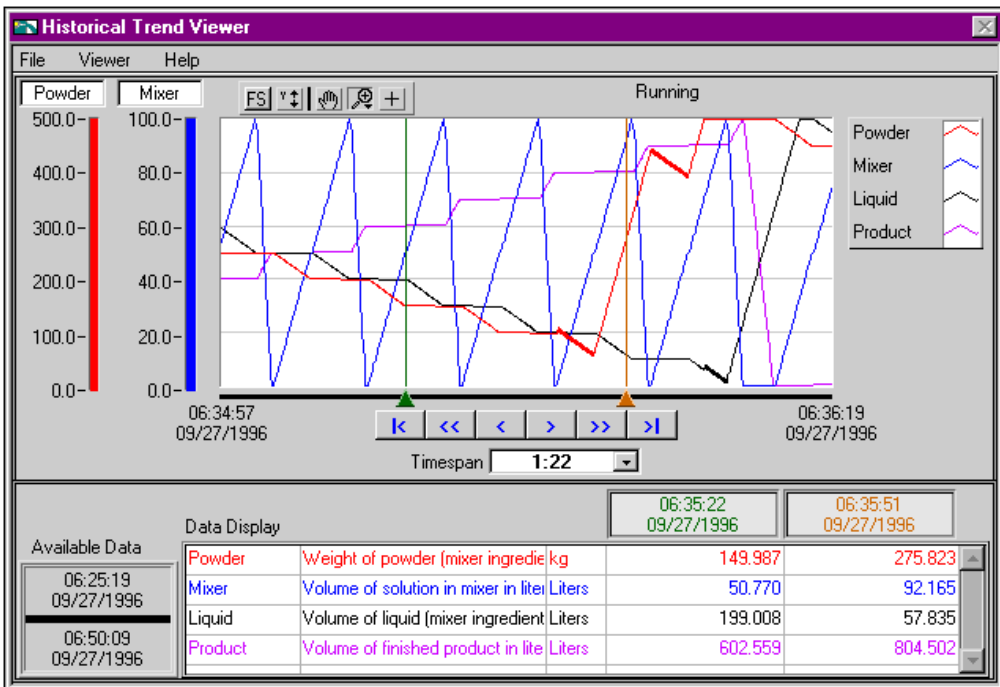 Historical Trend Viewer
File Viewer Help
Powder Mixer FS Y Running
500.0 100.0
400.0 80.0
300.0 60.0
200.0 40.0
100.0 20.0
0.0 0.0
Powder
Mixer
Liquid
Product
06:34:57
09/27/1996
06:36:19
09/27/1996
|< << < > >> >|
Timespan 1:22
Available Data
06:25:19
09/27/1996
06:50:09
09/27/1996
Data Display
06:35:22
09/27/1996
06:35:51
09/27/1996
Powder Weight of powder (mixer ingredie kg 149.987 275.823
Mixer Volume of solution in mixer in liter Liters 50.770 92.165
Liquid Volume of liquid (mixer ingredient Liters 199.008 57.835
Product Volume of finished product in lite Liters 602.559 804.502